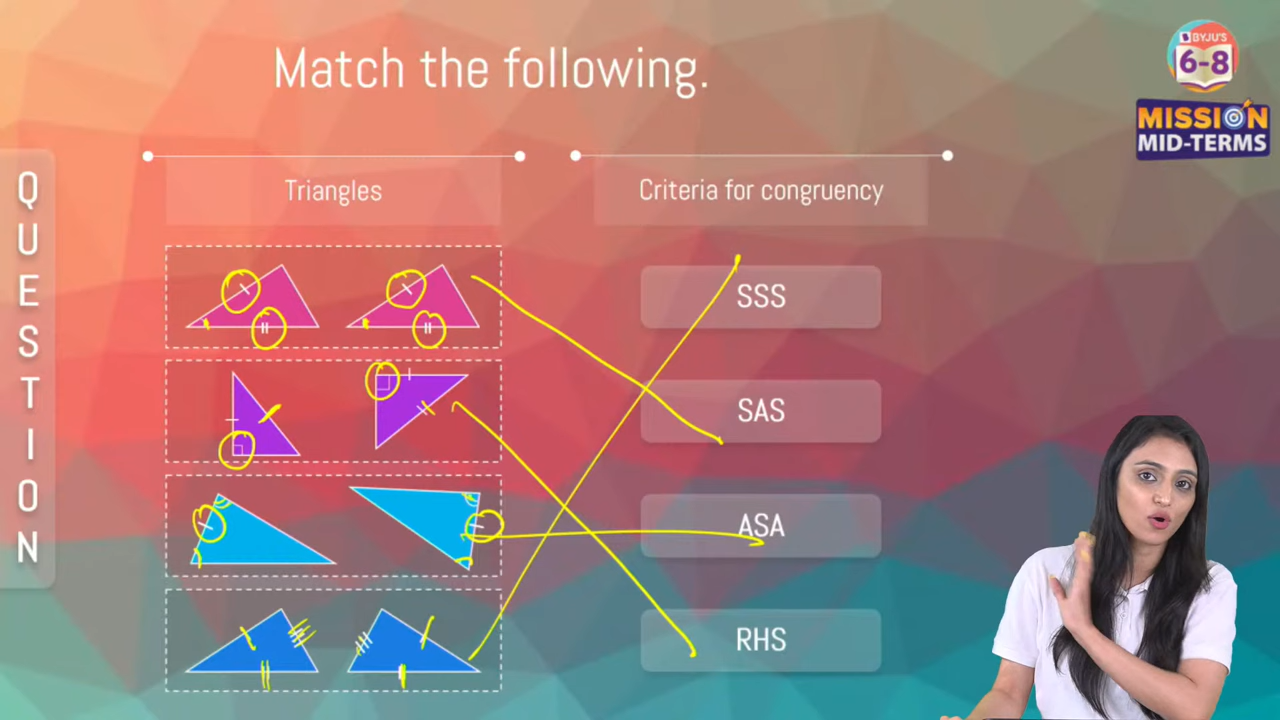 Match the following.
BYJU'S
6-8
MISSION
MID-TERMS
QUESTION
Triangles
Criteria for congruency
SSS
SAS
ASA
RHS